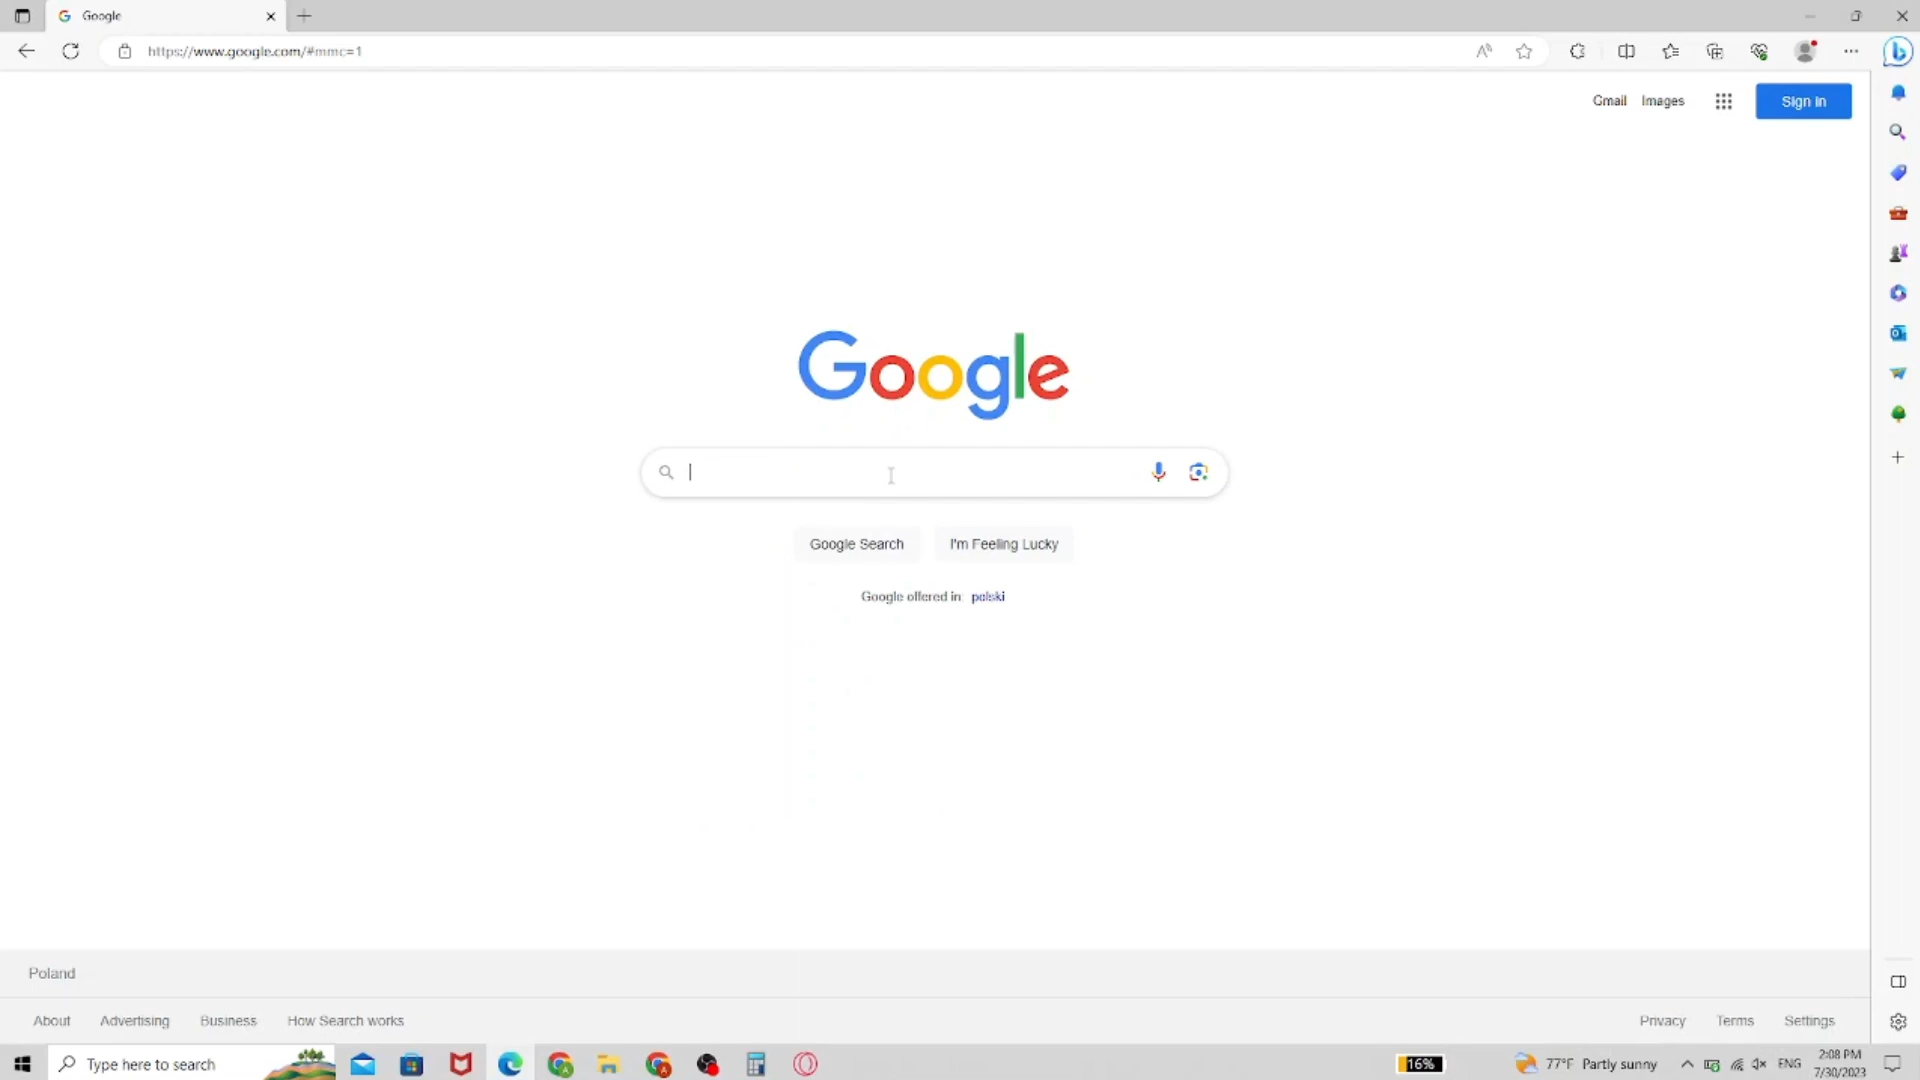 Google
https://www.google.com/#mmc=1
Gmail Images Sign in
Google
Google Search I'm Feeling Lucky
Google offered in: polski
Poland
About Advertising Business How Search works Privacy Terms Settings
Type here to search 16% 77°F Partly sunny ENG 2:08 PM
7/30/2023